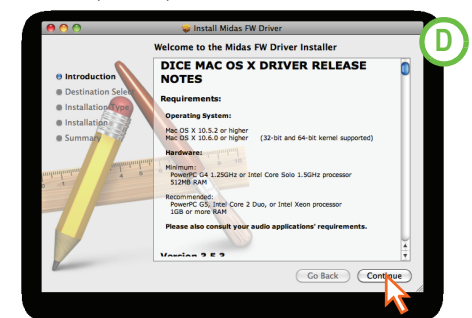 Install Midas FW Driver
D
Welcome to the Midas FW Driver Installer
Introduction
Destination Select
Installation Type
Installation
Summary
DICE MAC OS X DRIVER RELEASE
NOTES
Requirements:
Operating System:
Mac OS X 10.5.2 or higher
Mac OS X 10.6.0 or higher (32-bit and 64-bit kernel supported)
Hardware:
Minimum:
PowerPC G4 1.25GHz or Intel Core Solo 1.5GHz processor
512MB RAM
Recommended:
PowerPC G5, Intel Core 2 Duo, or Intel Xeon processor
1GB or more RAM
Please also consult your audio applications' requirements.
Version 3.5.3
Go Back
Continue